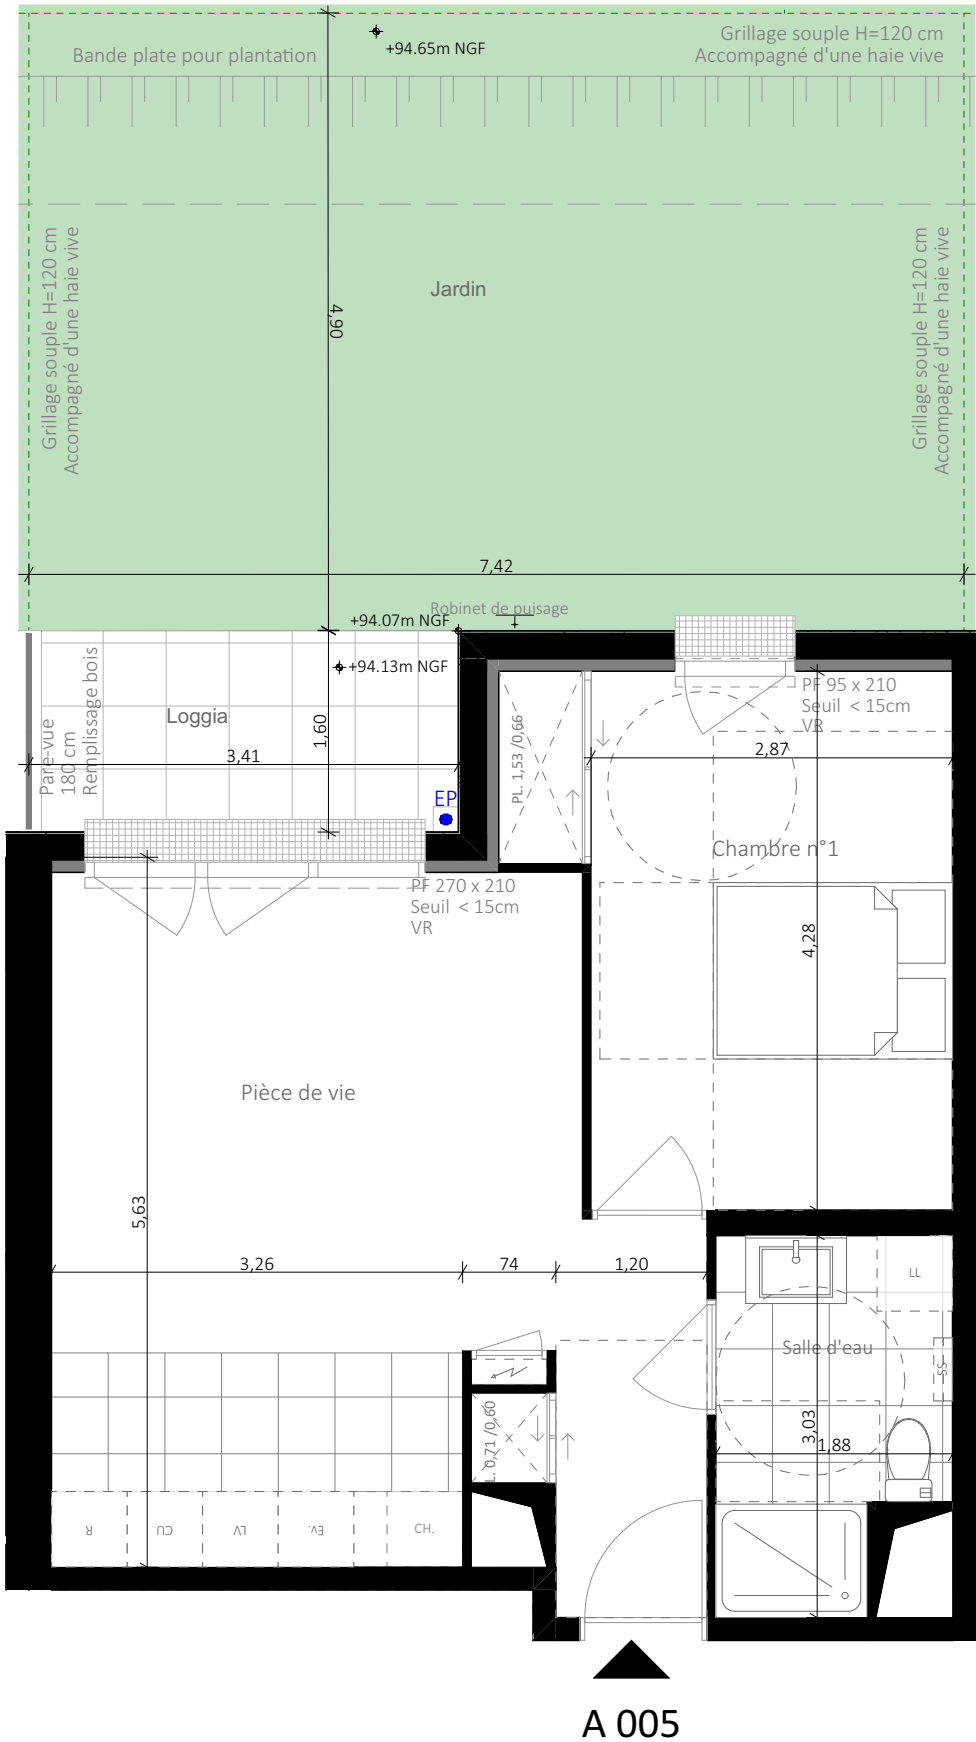 +94.65m NGF
Bande plate pour plantation
Grillage souple H=120 cm
Accompagné d'une haie vive
Grillage souple H=120 cm
Accompagné d'une haie vive
Jardin
4,90
Grillage souple H=120 cm
Accompagné d'une haie vive
7,42
Robinet de puisage
+94.07m NGF
+94.13m NGF
Pare-vue
180 cm
Remplissage bois
Loggia
1,60
3,41
EP
PL. 1,53 /0,66
PF 95 x 210
Seuil < 15cm
VR
2,87
Chambre n°1
PF 270 x 210
Seuil < 15cm
VR
4,28
Pièce de vie
5,63
3,26
74
1,20
LL
Salle d'eau
SS
3,03
1,88
L. 0,71 /0,60
R
CU
LV
Ev.
CH.
A 005